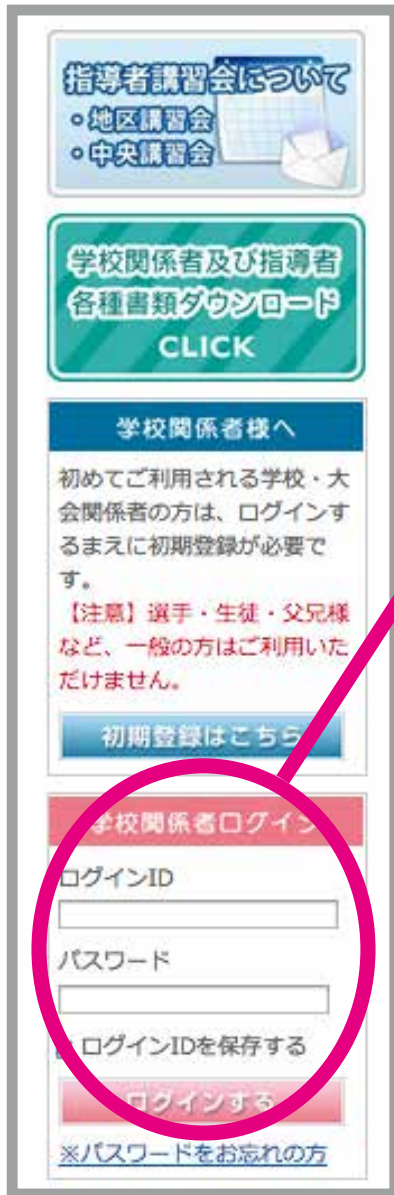 指導者講習会について
●地区講習会
●中央講習会
学校関係者及び指導者
各種書類ダウンロード
CLICK
学校関係者様へ
初めてご利用される学校・大
会関係者の方は、ログインす
るまえに初期登録が必要で
す。
【注意】選手・生徒・父兄様
など、一般の方はご利用いた
だけません。
初期登録はこちら
学校関係者ログイン
ログインID
パスワード
ログインIDを保存する
ログインする
※パスワードをお忘れの方